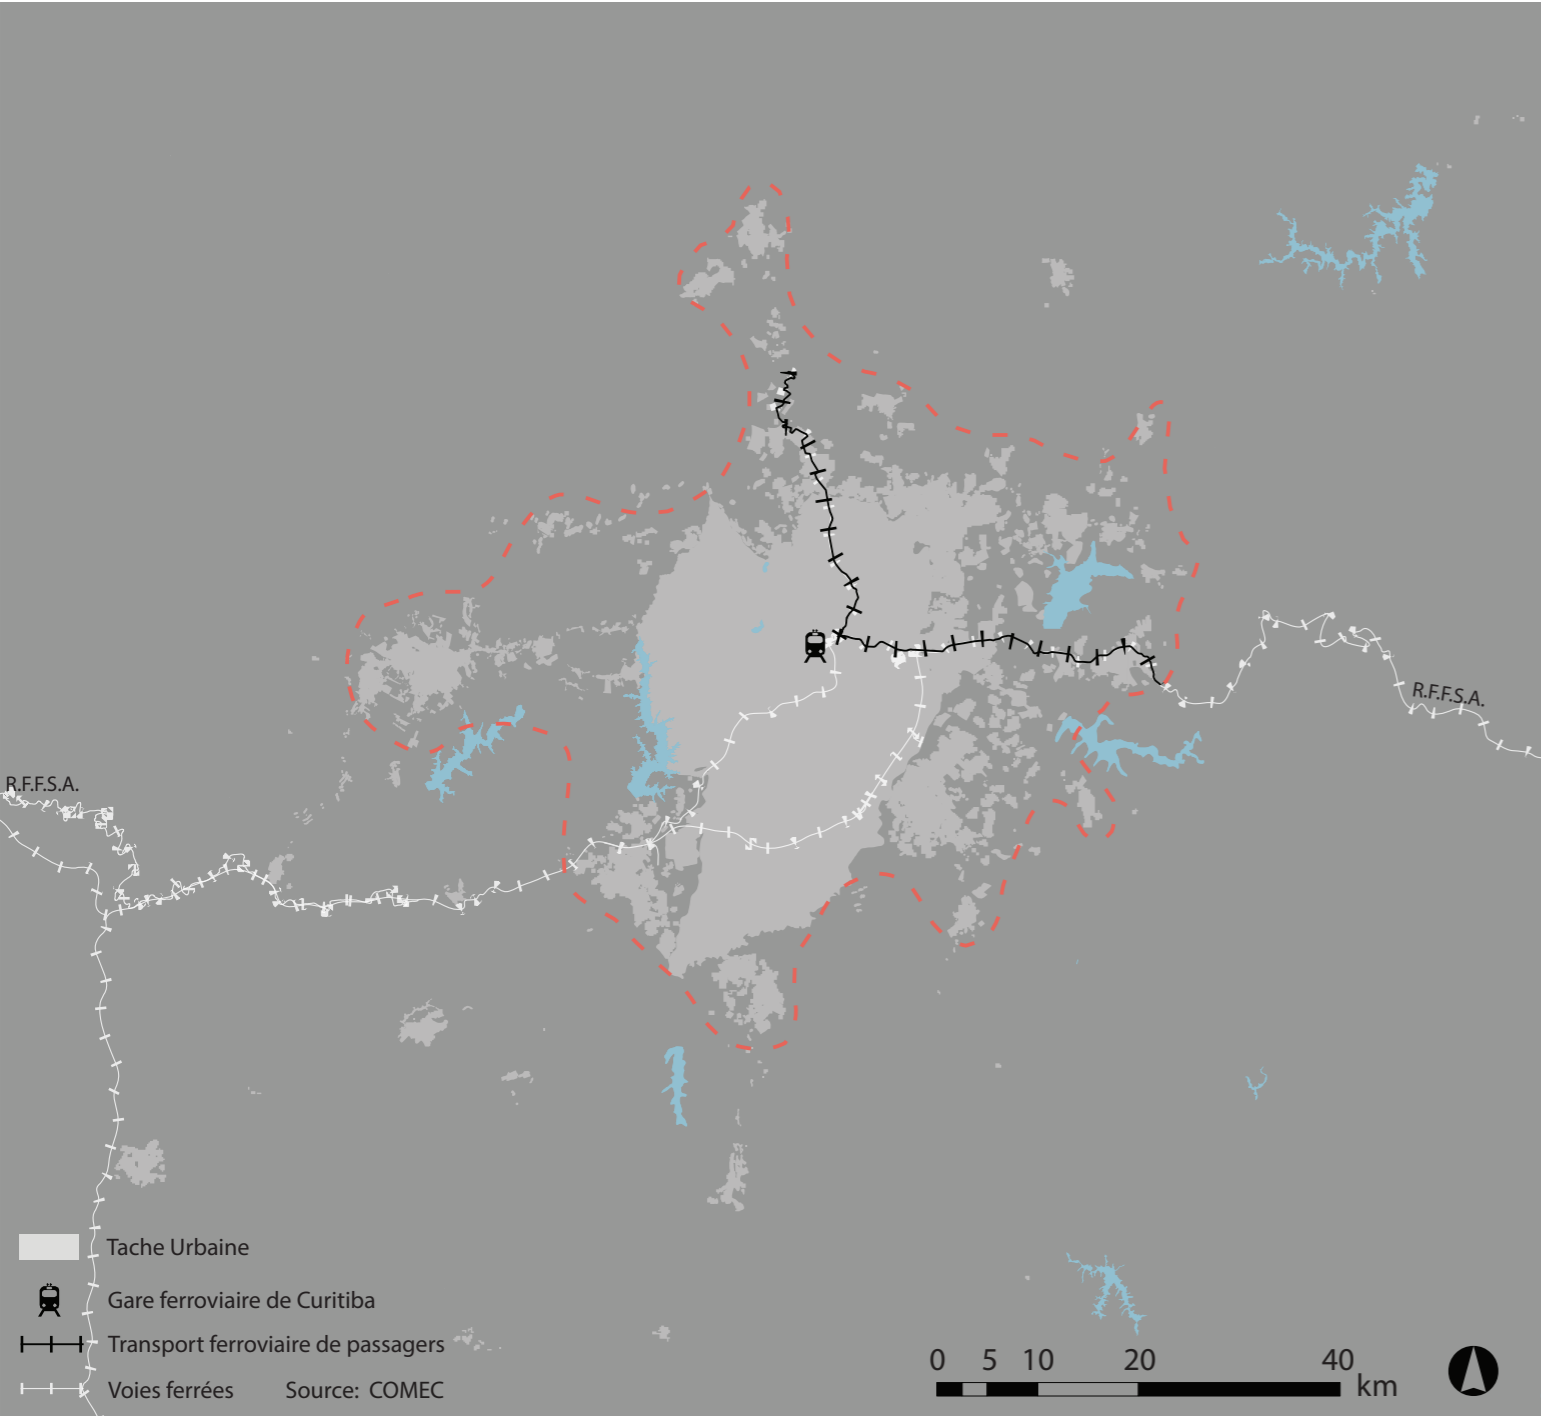 R.F.F.S.A.
R.F.F.S.A.
Tache Urbaine
Gare ferroviaire de Curitiba
Transport ferroviaire de passagers
Voies ferrées Source: COMEC
0 5 10 20 40
km